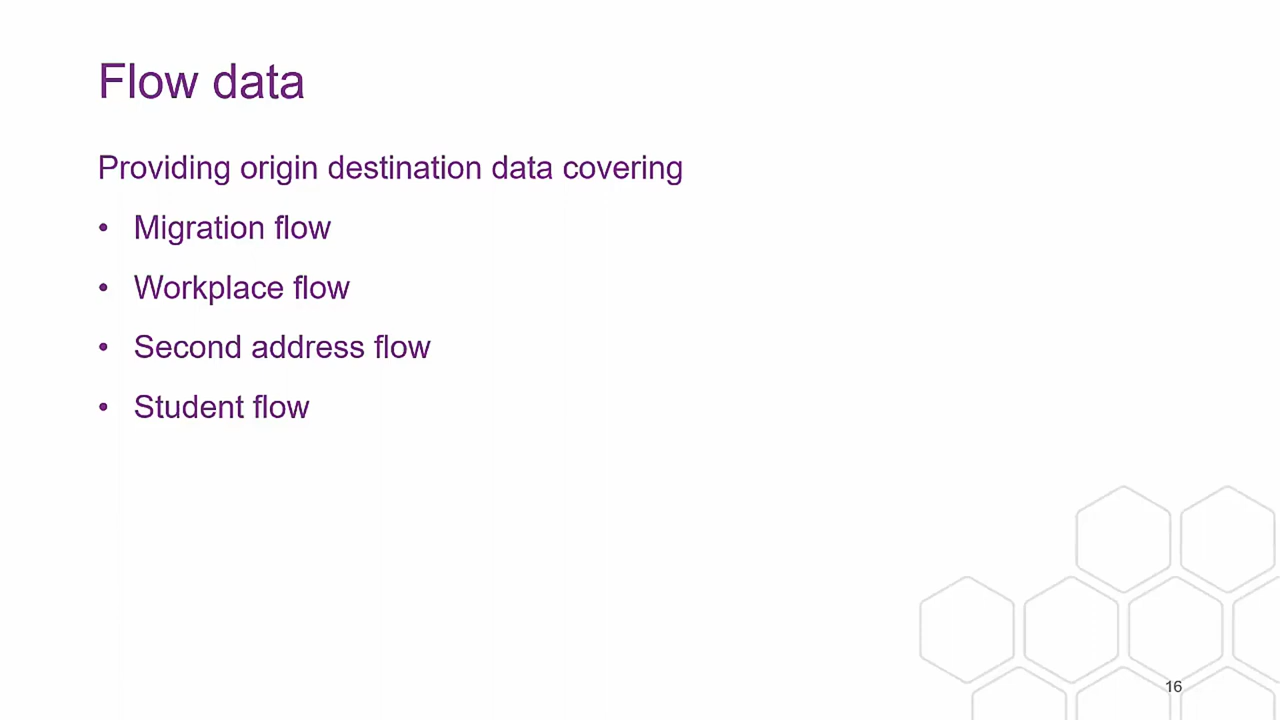 Flow data
Providing origin destination data covering
• Migration flow
• Workplace flow
• Second address flow
• Student flow
16